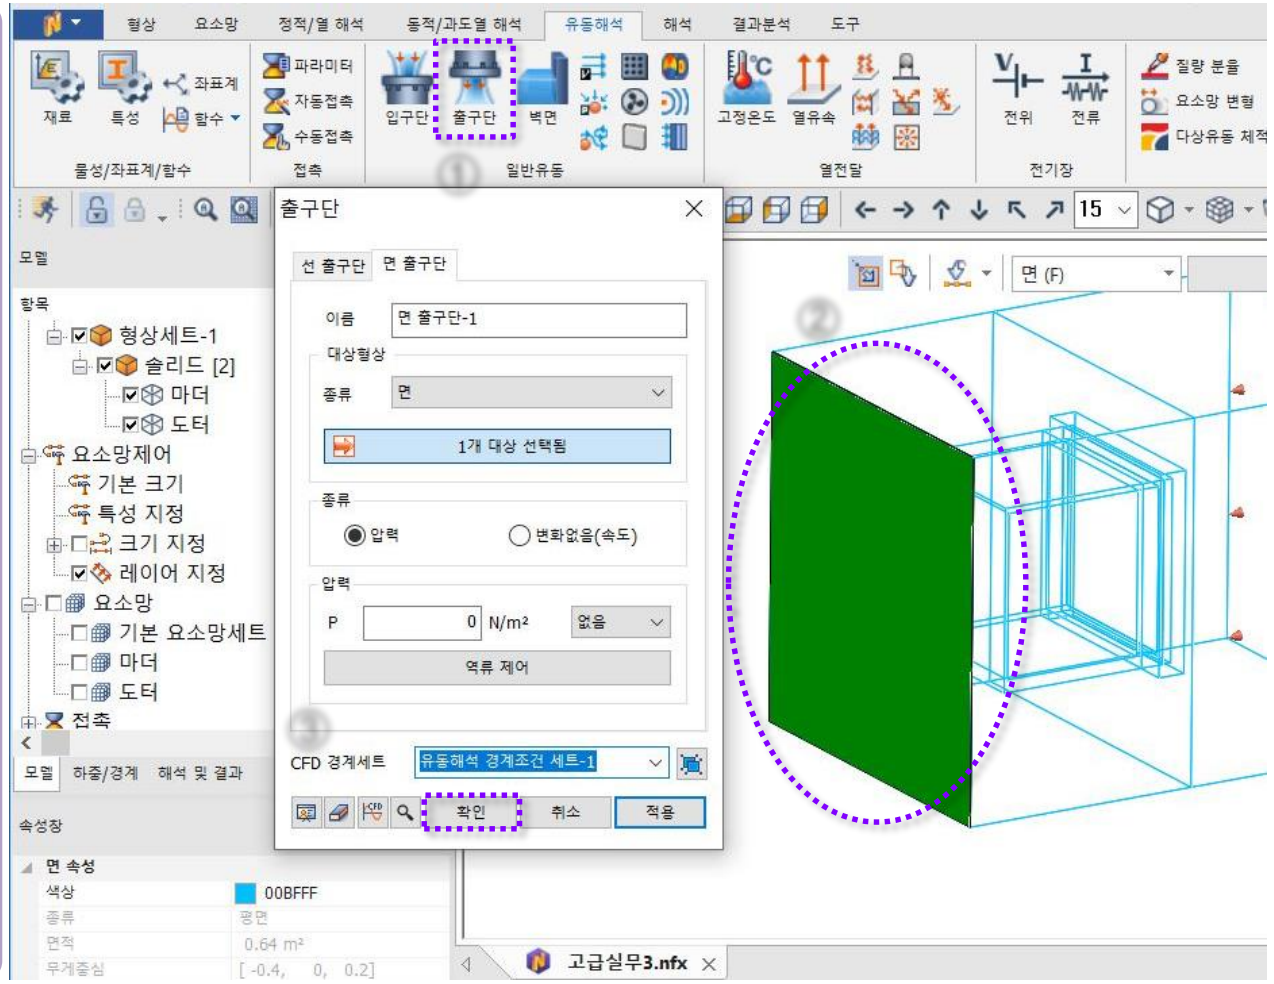 형상 요소망 정적/열 해석 동적/과도열 해석 유동해석 해석 결과분석 도구
재료
특성
좌표계
함수
물성/좌표계/함수
파라미터
자동접촉
수동접촉
접촉
입구단
출구단
벽면
일반유동
℃
고정온도
열유속
열전달
V
전위
I
전류
전기장
질량 분율
요소망 변형
다상유동 체적
①
15
모델
항목
형상세트-1
솔리드 [2]
마더
도터
요소망제어
기본 크기
특성 지정
크기 지정
레이어 지정
요소망
기본 요소망세트
마더
도터
접촉
모델 하중/경계 해석 및 결과
속성창
면 속성
색상 00BFFF
종류 평면
면적 0.64 m²
무게중심 [ -0.4, 0, 0.2]
출구단
선 출구단 면 출구단
이름 면 출구단-1
대상형상
종류 면
1개 대상 선택됨
종류
압력 변화없음(속도)
압력
P 0 N/m² 없음
역류 제어
③
CFD 경계세트 유동해석 경계조건 세트-1
CFD
확인 취소 적용
면 (F)
②
고급실무3.nfx